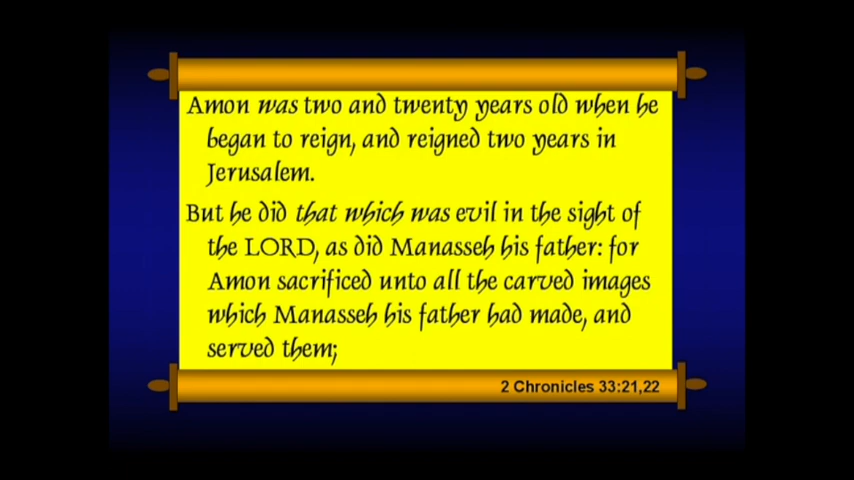 Amon was two and twenty years old when he
began to reign, and reigned two years in
Jerusalem.
But he did that which was evil in the sight of
the LORD, as did Manasseh his father: for
Amon sacrificed unto all the carved images
which Manasseh his father had made, and
served them;
2 Chronicles 33:21,22